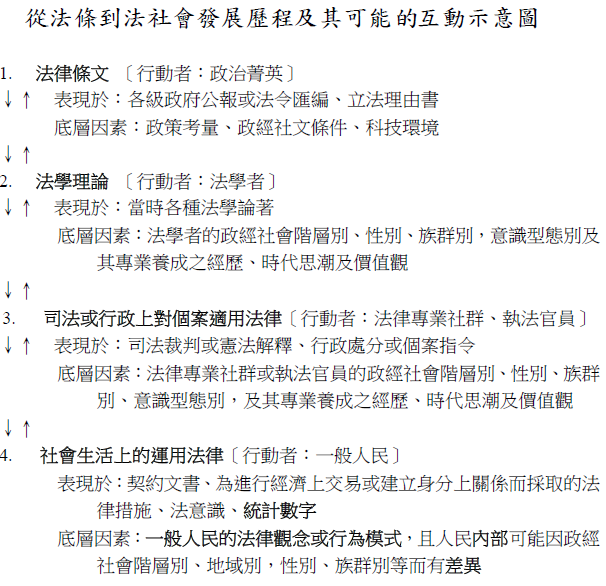 從法條到法社會發展歷程及其可能的互動示意圖
1. 法律條文 〔行動者：政治菁英〕
↓↑ 表現於：各級政府公報或法令匯編、立法理由書
底層因素：政策考量、政經社文條件、科技環境
↓↑
2. 法學理論 〔行動者：法學者〕
↓↑ 表現於：當時各種法學論著
底層因素：法學者的政經社會階層別、性別、族群別，意識型態別及
其專業養成之經歷、時代思潮及價值觀
↓↑
3. 司法或行政上對個案適用法律〔行動者：法律專業社群、執法官員〕
↓↑ 表現於：司法裁判或憲法解釋、行政處分或個案指令
底層因素：法律專業社群或執法官員的政經社會階層別、性別、族群
別、意識型態別，及其專業養成之經歷、時代思潮及價值觀
↓↑
4. 社會生活上的運用法律〔行動者：一般人民〕
表現於：契約文書、為進行經濟上交易或建立身分上關係而採取的法
律措施、法意識、統計數字
底層因素：一般人民的法律觀念或行為模式，且人民內部可能因政經
社會階層別、地域別，性別、族群別等而有差異